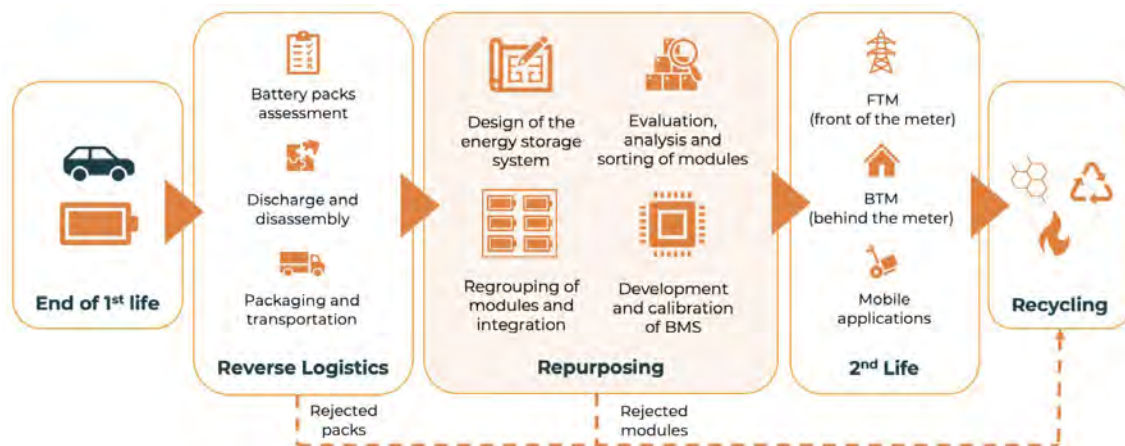 End of 1st life
Battery packs
assessment
Discharge and
disassembly
Packaging and
transportation
Reverse Logistics
Design of the
energy storage
system
Evaluation,
analysis and
sorting of modules
Regrouping of
modules and
integration
Development
and calibration
of BMS
Repurposing
FTM
(front of the meter)
BTM
(behind the meter)
Mobile
applications
2nd Life
Recycling
Rejected
packs
Rejected
modules